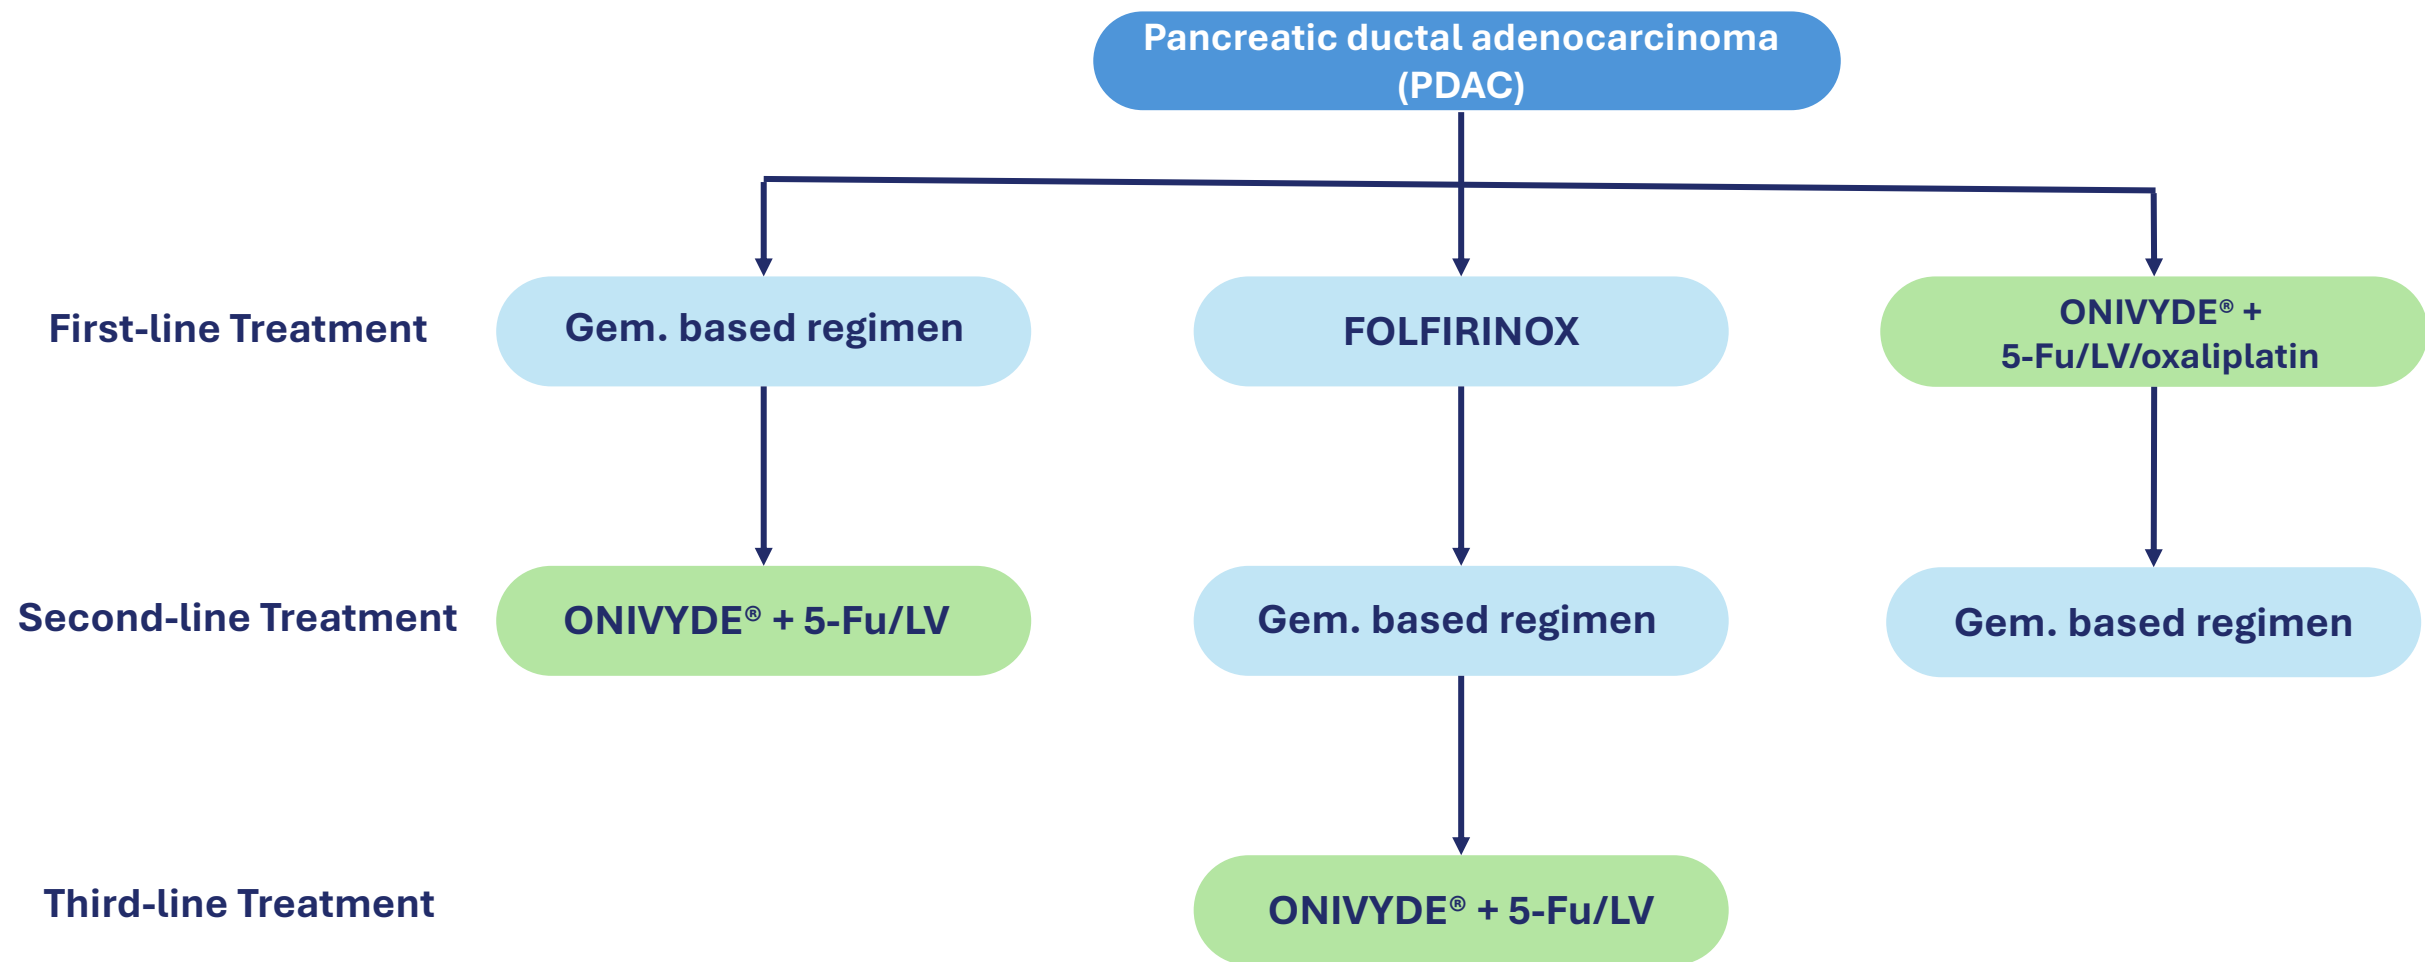 Pancreatic ductal adenocarcinoma
(PDAC)
First-line Treatment
Gem. based regimen
FOLFIRINOX
ONIVYDE® +
5-Fu/LV/oxaliplatin
Second-line Treatment
ONIVYDE® + 5-Fu/LV
Gem. based regimen
Gem. based regimen
Third-line Treatment
ONIVYDE® + 5-Fu/LV